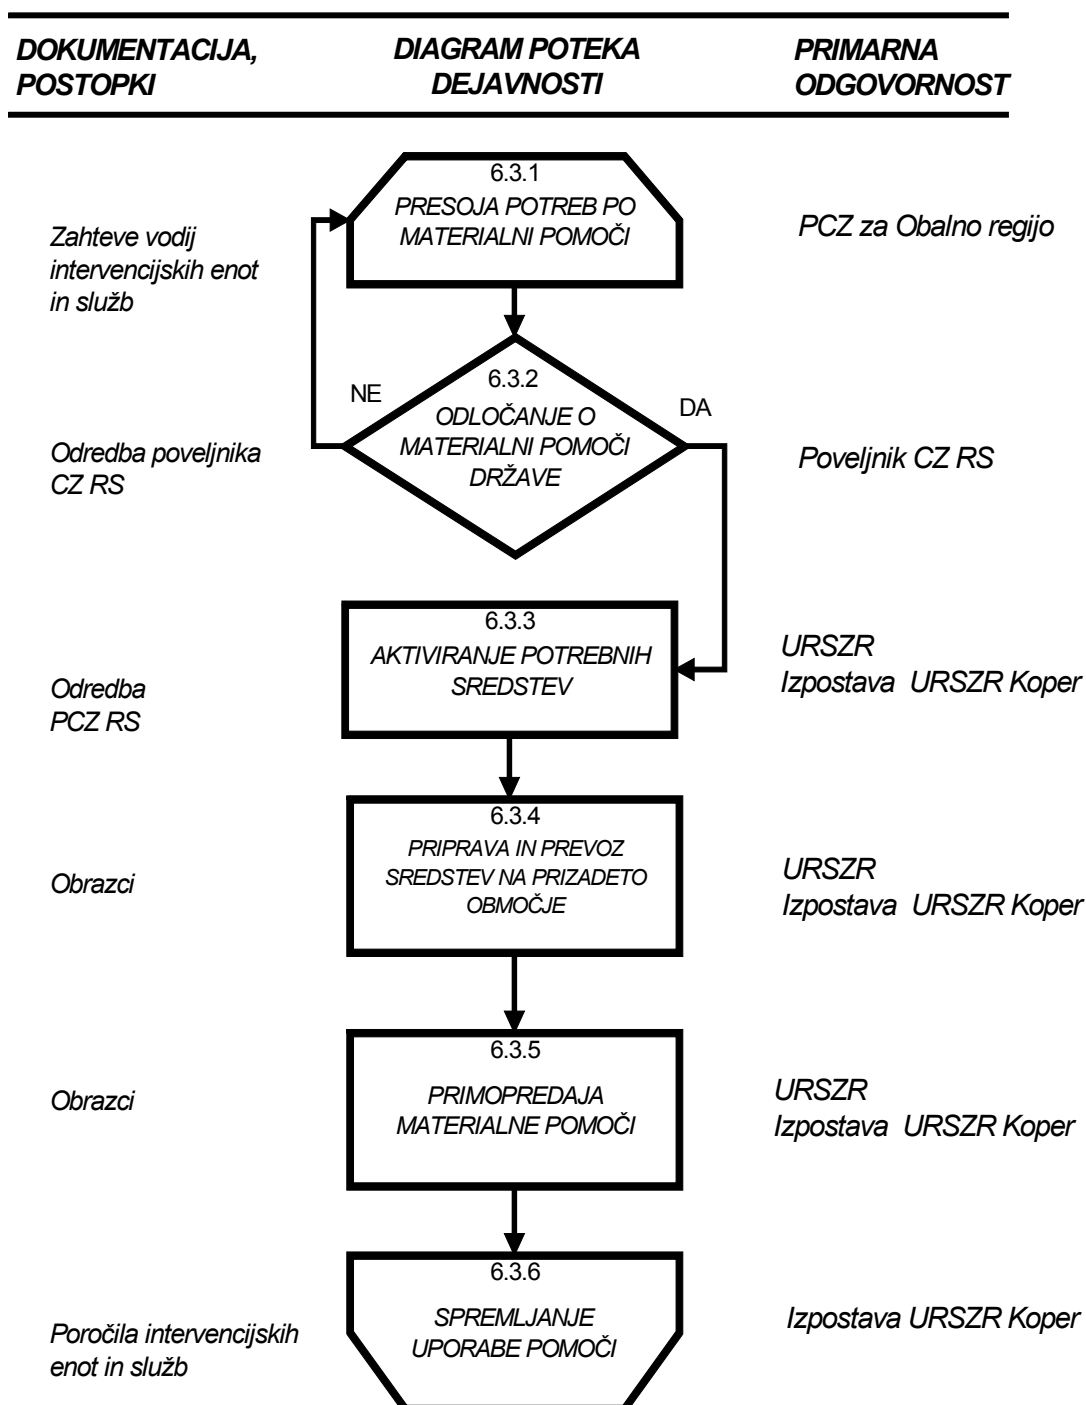 DOKUMENTACIJA,
POSTOPKI
DIAGRAM POTEKA
DEJAVNOSTI
PRIMARNA
ODGOVORNOST
Zahteve vodij
intervencijskih enot
in služb
6.3.1
PRESOJA POTREB PO
MATERIALNI POMOČI
PCZ za Obalno regijo
NE
DA
Odredba poveljnika
CZ RS
6.3.2
ODLOČANJE O
MATERIALNI POMOČI
DRŽAVE
Poveljnik CZ RS
Odredba
PCZ RS
6.3.3
AKTIVIRANJE POTREBNIH
SREDSTEV
URSZR
Izpostava URSZR Koper
Obrazci
6.3.4
PRIPRAVA IN PREVOZ
SREDSTEV NA PRIZADETO
OBMOČJE
URSZR
Izpostava URSZR Koper
Obrazci
6.3.5
PRIMOPREDAJA
MATERIALNE POMOČI
URSZR
Izpostava URSZR Koper
Poročila intervencijskih
enot in služb
6.3.6
SPREMLJANJE
UPORABE POMOČI
Izpostava URSZR Koper